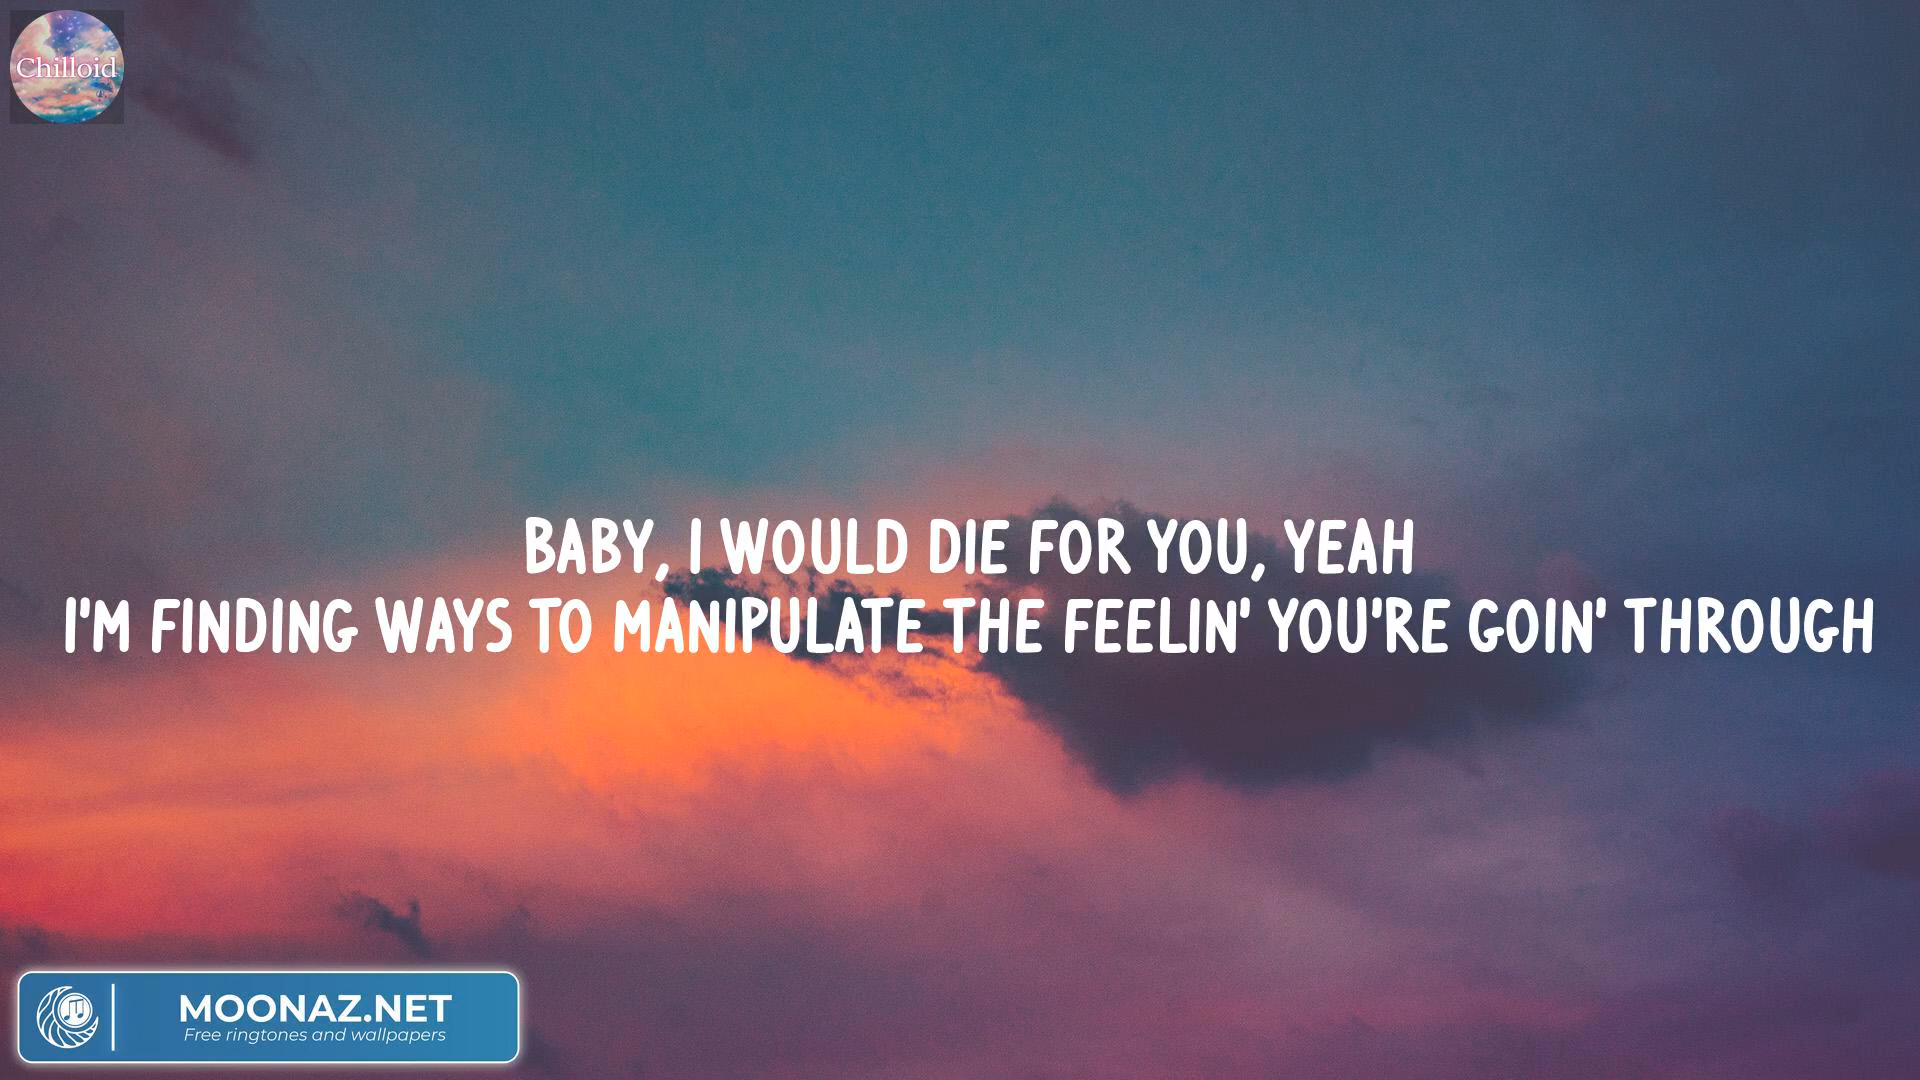 Chilloid
BABY, I WOULD DIE FOR YOU, YEAH
I'M FINDING WAYS TO MANIPULATE THE FEELIN' YOU'RE GOIN' THROUGH
MOONAZ.NET
Free ringtones and wallpapers